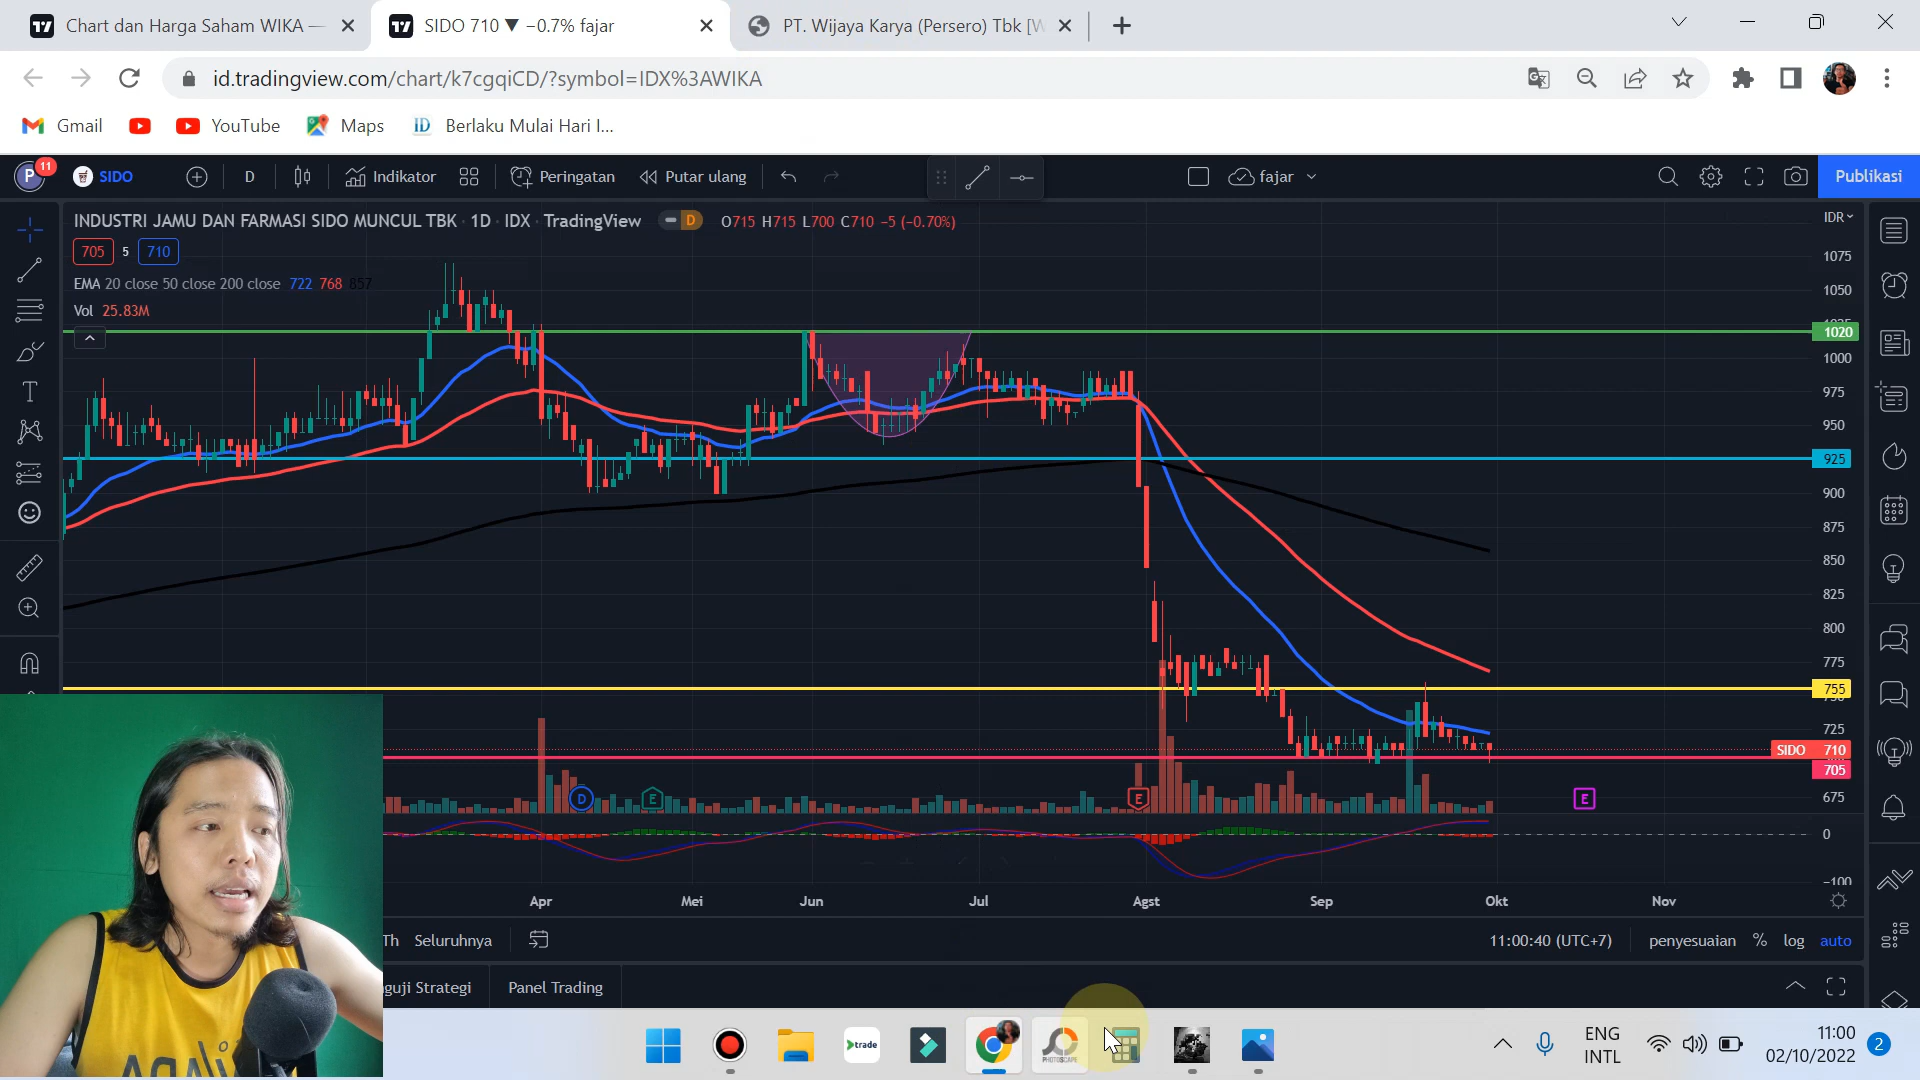 Chart dan Harga Saham WIKA —
SIDO 710 ▼ −0.7% fajar
PT. Wijaya Karya (Persero) Tbk [W
id.tradingview.com/chart/k7cgqiCD/?symbol=IDX%3AWIKA
Gmail
YouTube
Maps
Berlaku Mulai Hari I...
P
11
SIDO
D
Indikator
Peringatan
Putar ulang
fajar
Publikasi
INDUSTRI JAMU DAN FARMASI SIDO MUNCUL TBK · 1D · IDX · TradingView
D
O715 H715 L700 C710 −5 (−0.70%)
IDR
705
5
710
EMA 20 close 50 close 200 close 722 768 857
Vol 25.83M
1075
1050
1020
1000
975
950
925
900
875
850
825
800
775
755
725
SIDO 710
705
675
0
−100
D
E
E
E
Apr
Mei
Jun
Jul
Agst
Sep
Okt
Nov
Th
Seluruhnya
11:00:40 (UTC+7)
penyesuaian
%
log
auto
guji Strategi
Panel Trading
trade
PHOTOSCAPE
ENG
INTL
11:00
02/10/2022
2